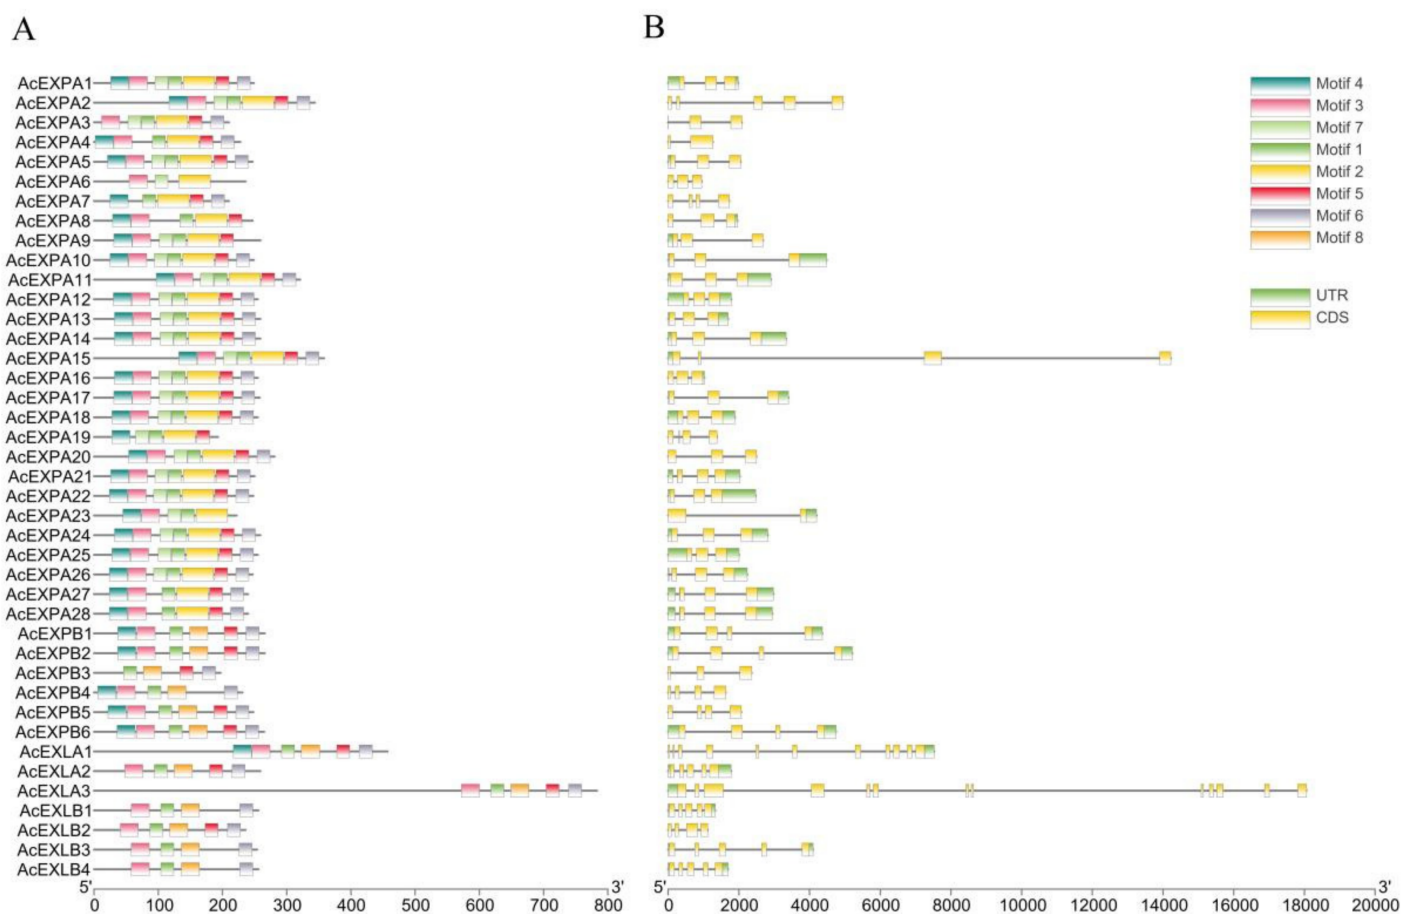 A B
AcEXPA1
AcEXPA2
AcEXPA3
AcEXPA4
AcEXPA5
AcEXPA6
AcEXPA7
AcEXPA8
AcEXPA9
AcEXPA10
AcEXPA11
AcEXPA12
AcEXPA13
AcEXPA14
AcEXPA15
AcEXPA16
AcEXPA17
AcEXPA18
AcEXPA19
AcEXPA20
AcEXPA21
AcEXPA22
AcEXPA23
AcEXPA24
AcEXPA25
AcEXPA26
AcEXPA27
AcEXPA28
AcEXPB1
AcEXPB2
AcEXPB3
AcEXPB4
AcEXPB5
AcEXPB6
AcEXLA1
AcEXLA2
AcEXLA3
AcEXLB1
AcEXLB2
AcEXLB3
AcEXLB4
5' 3'
0 100 200 300 400 500 600 700 800
5' 3'
0 2000 4000 6000 8000 10000 12000 14000 16000 18000 20000
Motif 4
Motif 3
Motif 7
Motif 1
Motif 2
Motif 5
Motif 6
Motif 8
UTR
CDS